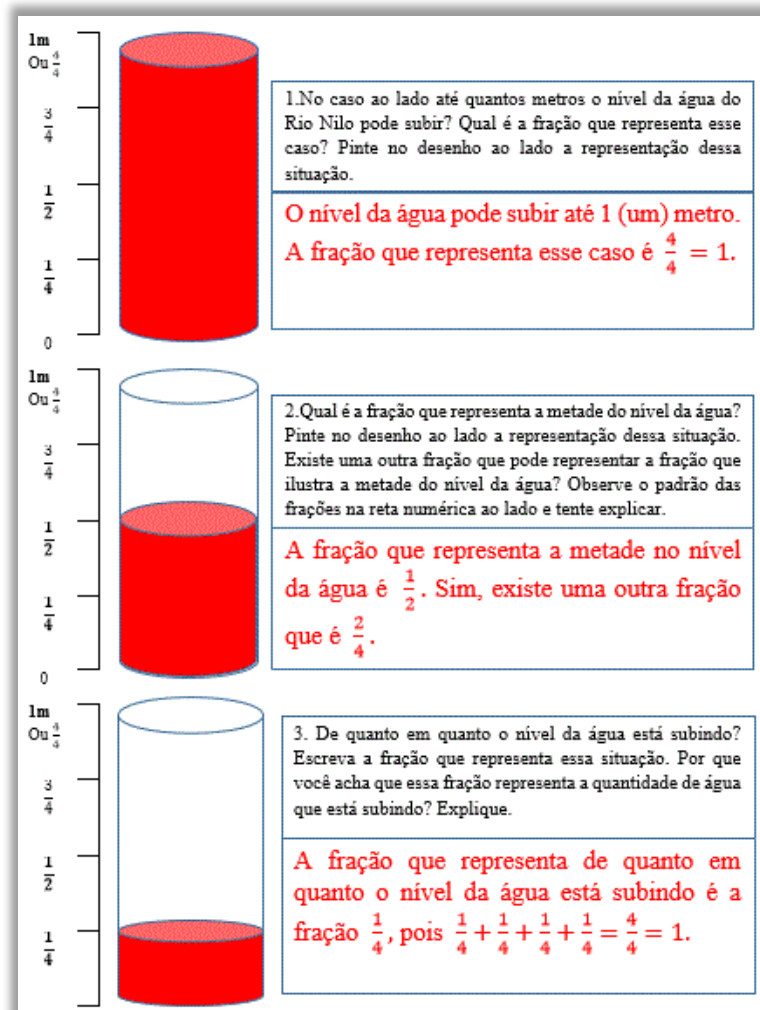 1m
Ou 4/4
3/4
1/2
1/4
0
1.No caso ao lado até quantos metros o nível da água do
Rio Nilo pode subir? Qual é a fração que representa esse
caso? Pinte no desenho ao lado a representação dessa
situação.
O nível da água pode subir até 1 (um) metro.
A fração que representa esse caso é 4/4 = 1.
1m
Ou 4/4
3/4
1/2
1/4
0
2.Qual é a fração que representa a metade do nível da água?
Pinte no desenho ao lado a representação dessa situação.
Existe uma outra fração que pode representar a fração que
ilustra a metade do nível da água? Observe o padrão das
frações na reta numérica ao lado e tente explicar.
A fração que representa a metade no nível
da água é 1/2. Sim, existe uma outra fração
que é 2/4.
1m
Ou 4/4
3/4
1/2
1/4
3. De quanto em quanto o nível da água está subindo?
Escreva a fração que representa essa situação. Por que
você acha que essa fração representa a quantidade de água
que está subindo? Explique.
A fração que representa de quanto em
quanto o nível da água está subindo é a
fração 1/4, pois 1/4 + 1/4 + 1/4 + 1/4 = 4/4 = 1.